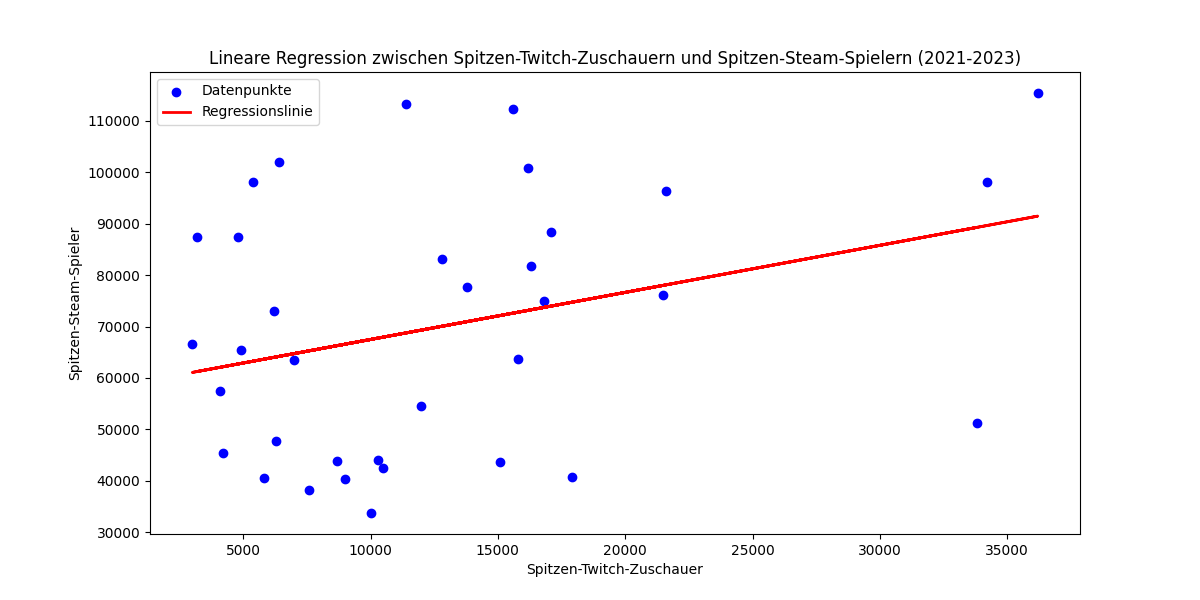 Lineare Regression zwischen Spitzen-Twitch-Zuschauern und Spitzen-Steam-Spielern (2021-2023)
Datenpunkte
Regressionslinie
Spitzen-Steam-Spieler
110000
100000
90000
80000
70000
60000
50000
40000
30000
5000 10000 15000 20000 25000 30000 35000
Spitzen-Twitch-Zuschauer